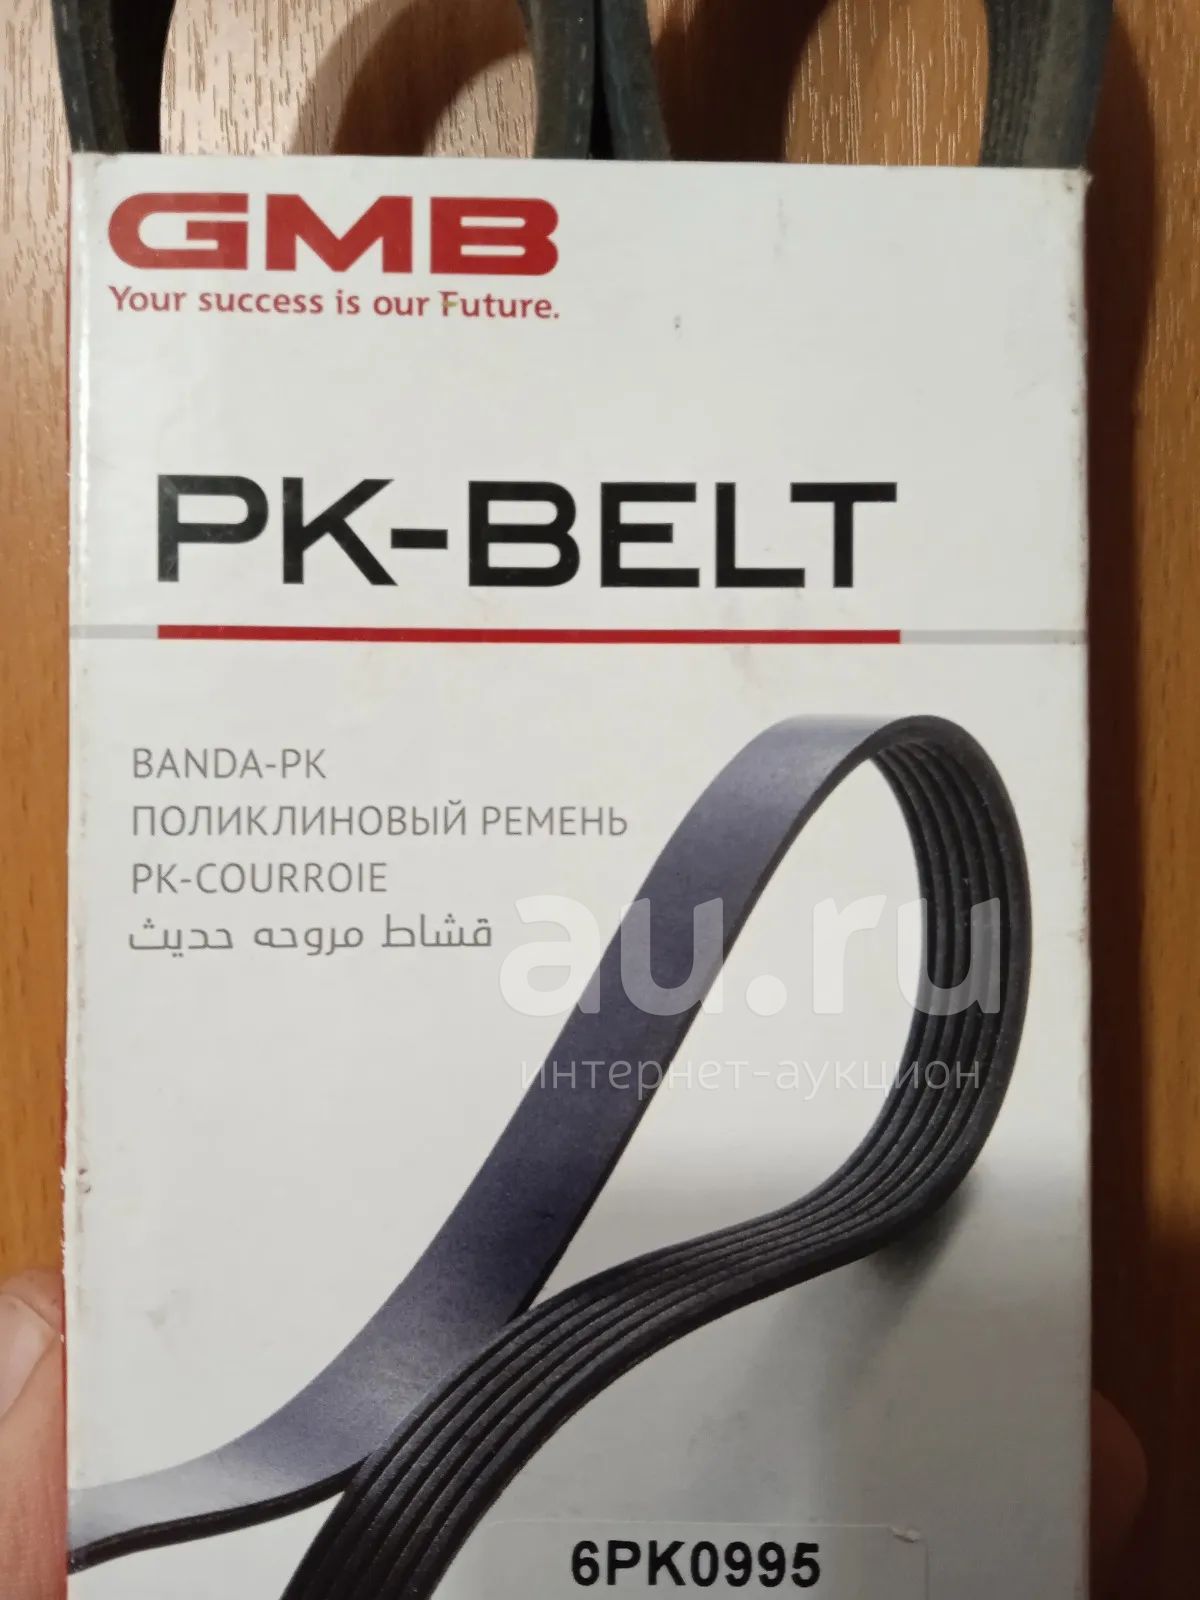 GMB
Your success is our Future.
PK-BELT
BANDA-PK
ПОЛИКЛИНОВЫЙ РЕМЕНЬ
PK-COURROIE
قشاط مروحه حديث
au.ru
интернет-аукцион
6PK0995